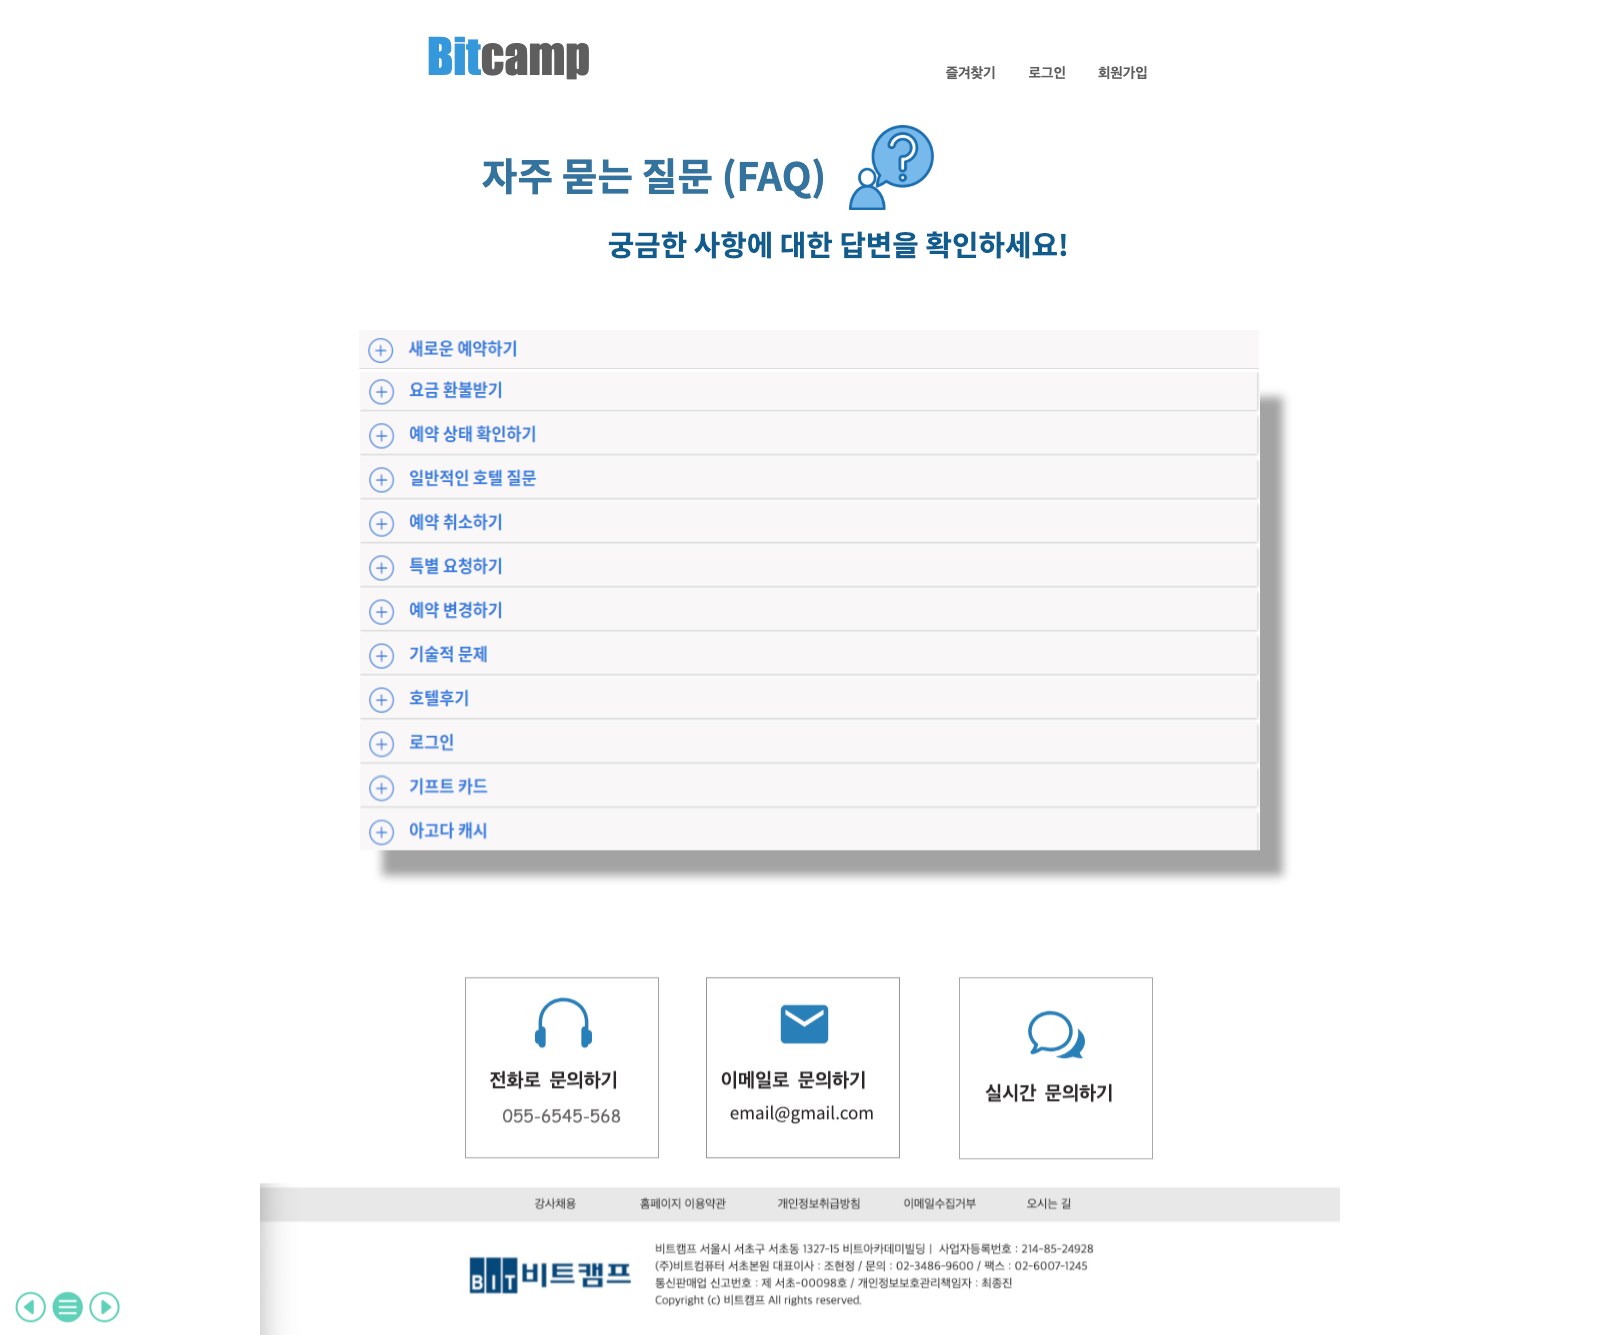 Bitcamp
즐겨찾기 로그인 회원가입
자주 묻는 질문 (FAQ)
궁금한 사항에 대한 답변을 확인하세요!
새로운 예약하기
요금 환불받기
예약 상태 확인하기
일반적인 호텔 질문
예약 취소하기
특별 요청하기
예약 변경하기
기술적 문제
호텔후기
로그인
기프트 카드
아고다 캐시
전화로 문의하기
055-6545-568
이메일로 문의하기
email@gmail.com
실시간 문의하기
강사채용 홈페이지 이용약관 개인정보취급방침 이메일수집거부 오시는 길
BIT비트캠프
비트캠프 서울시 서초구 서초동 1327-15 비트아카데미빌딩 | 사업자등록번호 : 214-85-24928
(주)비트컴퓨터 서초본원 대표이사 : 조현정 / 문의 : 02-3486-9600 / 팩스 : 02-6007-1245
통신판매업 신고번호 : 제 서초-00098호 / 개인정보보호관리책임자 : 최종진
Copyright (c) 비트캠프 All rights reserved.